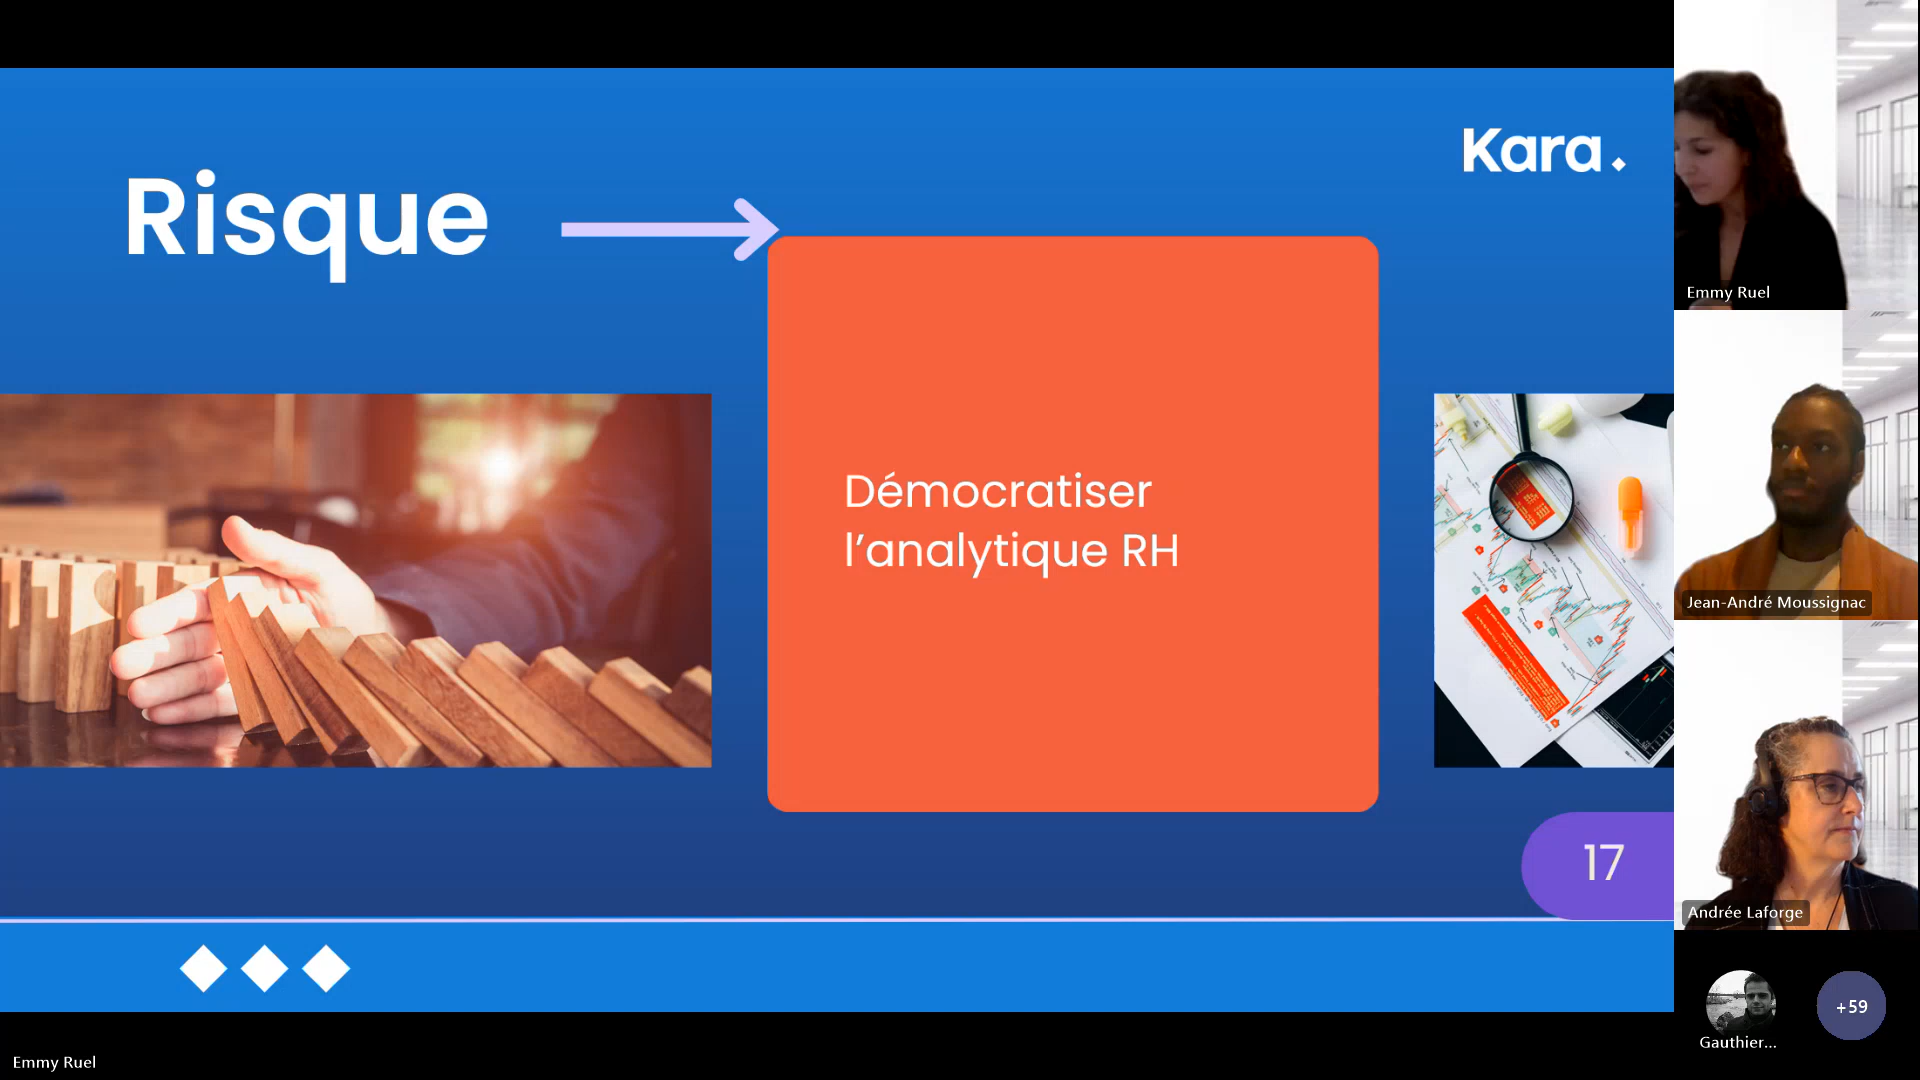 Risque
Kara.
Démocratiser
l'analytique RH
17
Emmy Ruel
Jean-André Moussignac
Andrée Laforge
Gauthier...
+59
Emmy Ruel